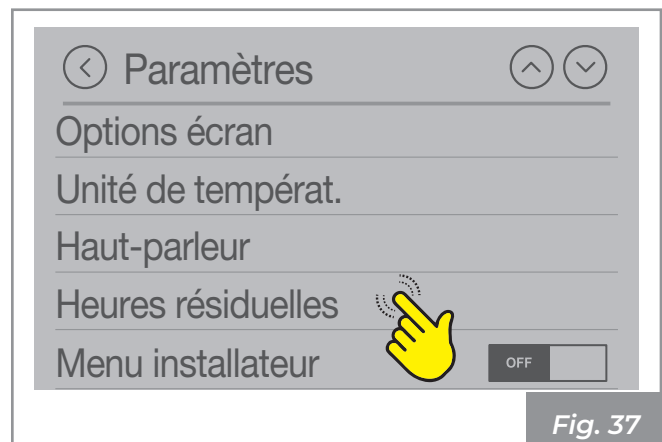 Paramètres
Options écran
Unité de températ.
Haut-parleur
Heures résiduelles
Menu installateur OFF
Fig. 37